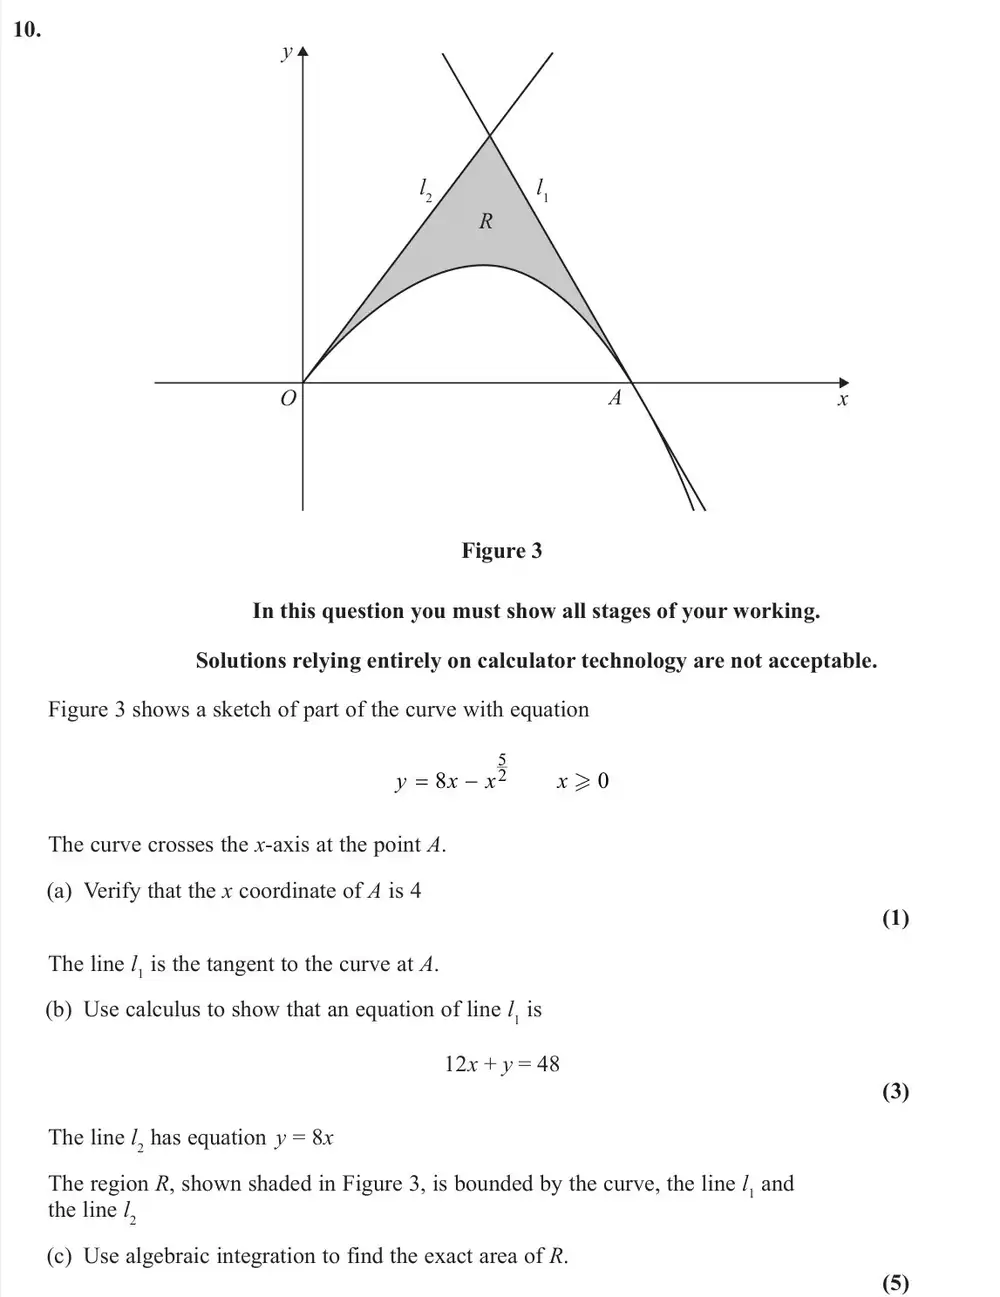 10.
y
l₂
l₁
R
O
A
x
Figure 3
In this question you must show all stages of your working.
Solutions relying entirely on calculator technology are not acceptable.
Figure 3 shows a sketch of part of the curve with equation
y = 8x − x^(5/2)    x ⩾ 0
The curve crosses the x-axis at the point A.
(a) Verify that the x coordinate of A is 4
(1)
The line l₁ is the tangent to the curve at A.
(b) Use calculus to show that an equation of line l₁ is
12x + y = 48
(3)
The line l₂ has equation y = 8x
The region R, shown shaded in Figure 3, is bounded by the curve, the line l₁ and
the line l₂
(c) Use algebraic integration to find the exact area of R.
(5)